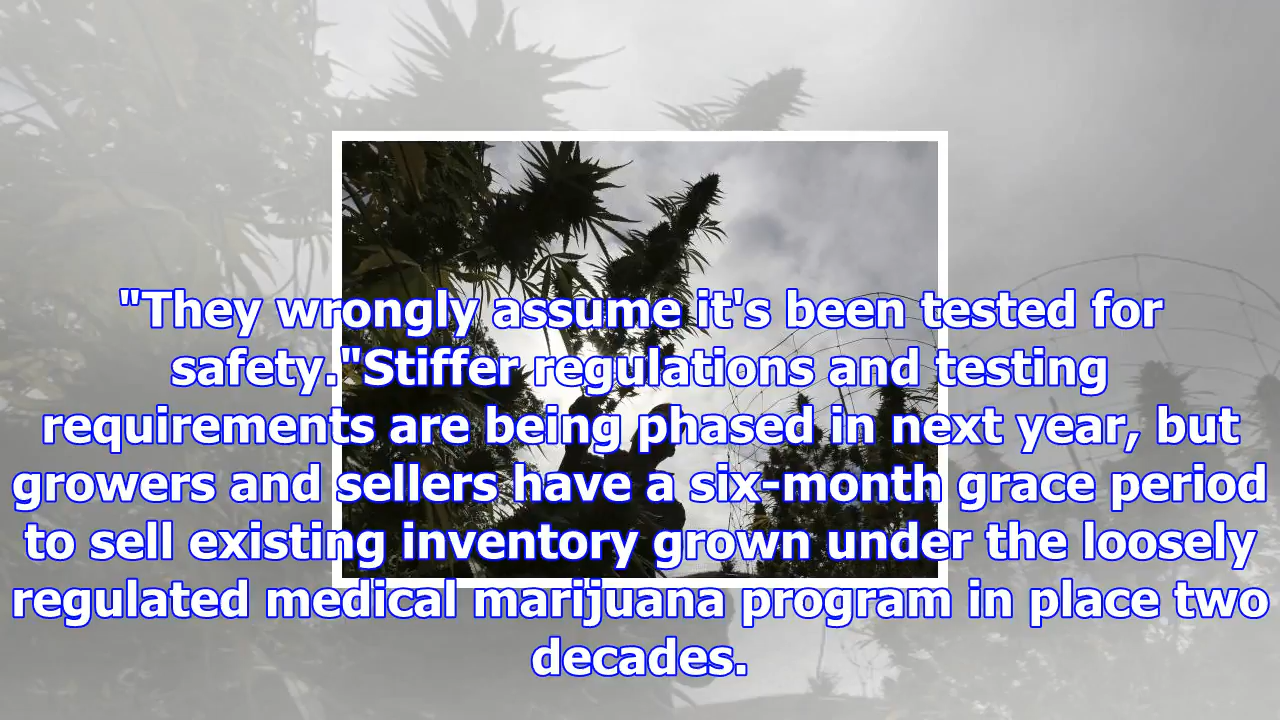 "They wrongly assume it's been tested for
safety."Stiffer regulations and testing
requirements are being phased in next year, but
growers and sellers have a six-month grace period
to sell existing inventory grown under the loosely
regulated medical marijuana program in place two
decades.